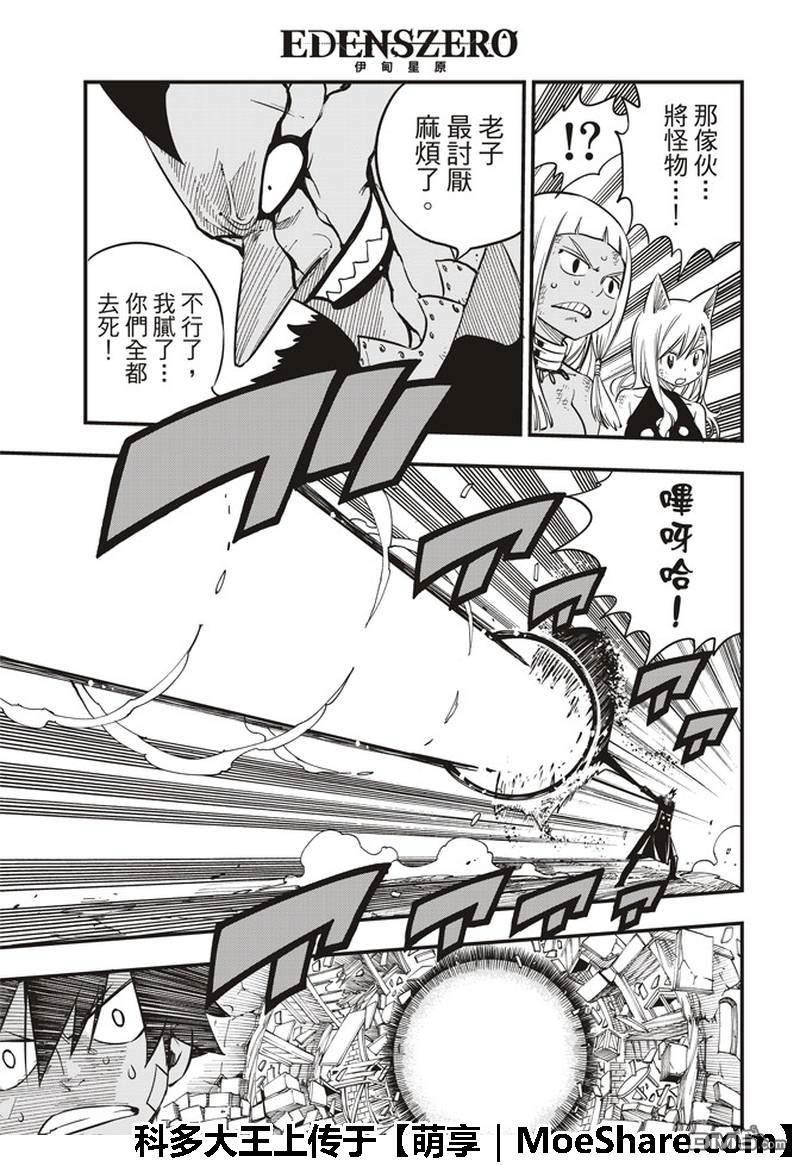 EDENSZERO
伊甸星原
那傢伙…
將怪物…！
!?
老子
最討厭
麻煩了。
不行了，
我膩了…
你們全都
去死！
嗶呀哈！
科多大王上传于【萌享｜MoeShare.com】